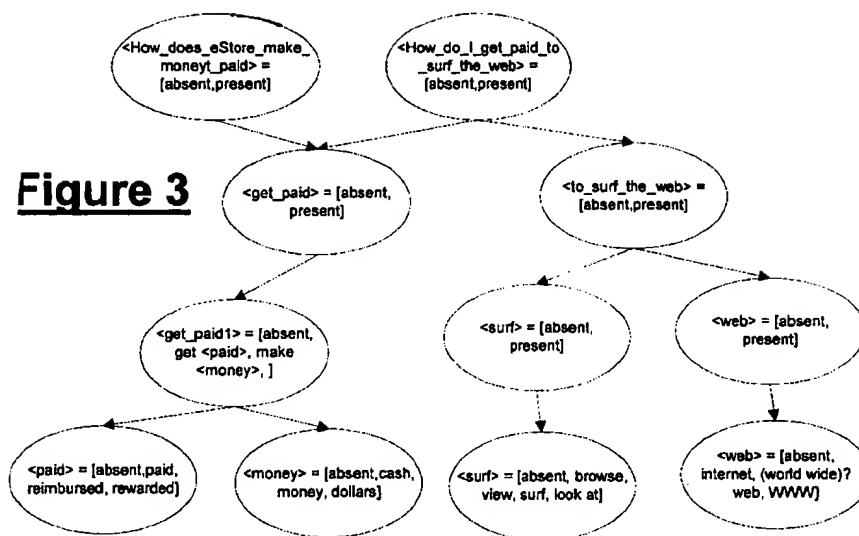 <How_does_eStore_make_
moneyt_paid> =
[absent,present]
<How_do_I_get_paid_to
_surf_the_web> =
[absent,present]
Figure 3
<get_paid> = [absent,
present]
<to_surf_the_web> =
[absent,present]
<get_paid1> = [absent,
get <paid>, make
<money>, ]
<surf> = [absent,
present]
<web> = [absent,
present]
<paid> = [absent,paid,
reimbursed, rewarded}
<money> = [absent,cash,
money, dollars}
<surf> = [absent, browse,
view, surf, look at]
<web> = [absent,
internet, (world wide)?
web, WWW}